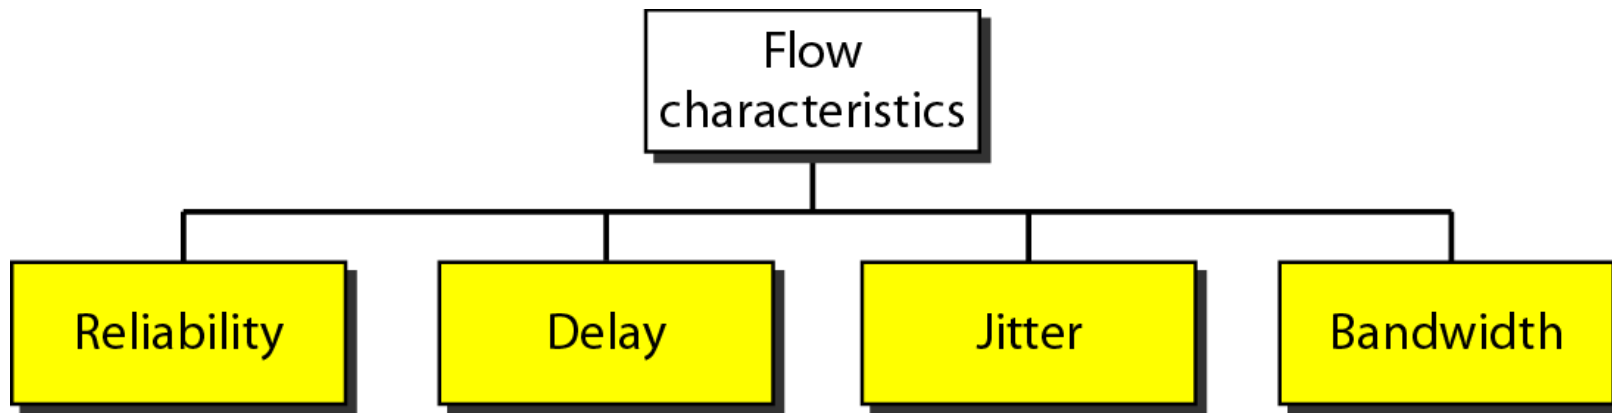 Flow
characteristics
Reliability
Delay
Jitter
Bandwidth